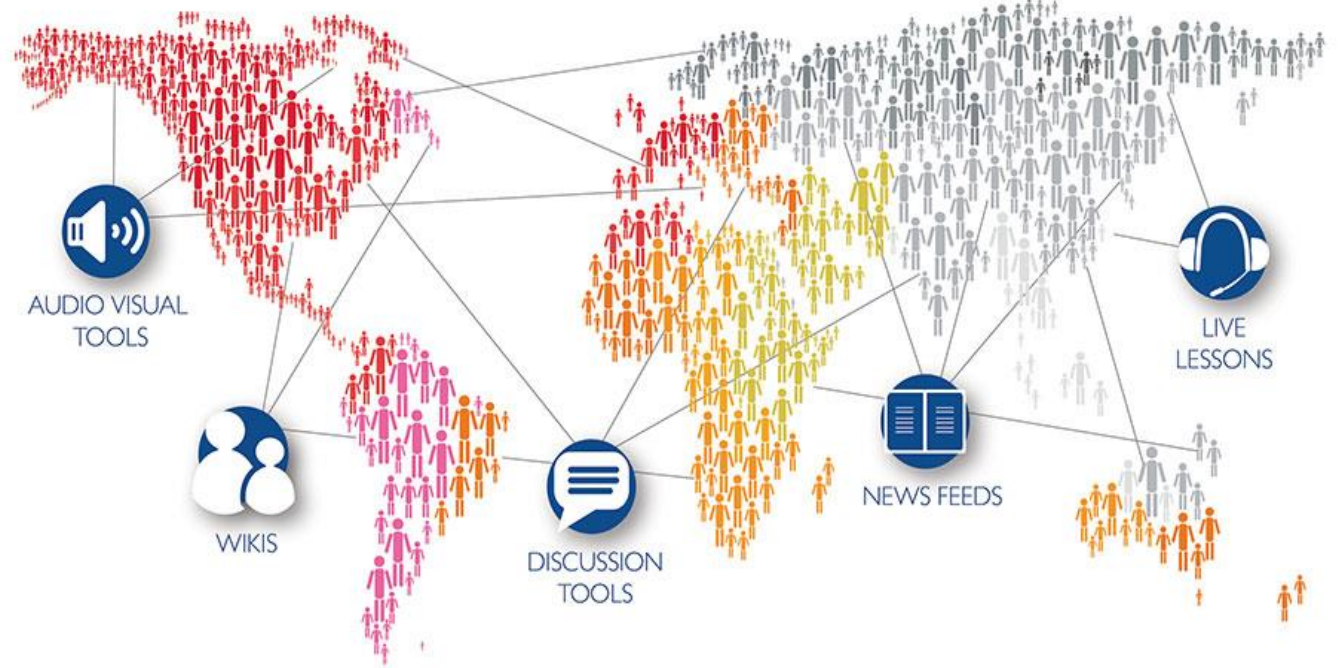 AUDIO VISUAL
TOOLS
WIKIS
DISCUSSION
TOOLS
NEWS FEEDS
LIVE
LESSONS